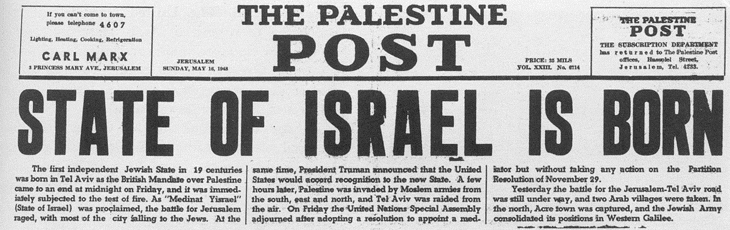 If you can't come to town,
please telephone 4607
Lighting, Heating, Cooking, Refrigeration
CARL MARX
2 PRINCESS MARY AVE., JERUSALEM
THE PALESTINE
POST
JERUSALEM
SUNDAY, MAY 16, 1948
PRICE: 25 MILS
VOL. XXIII. No. 6714
THE PALESTINE
POST
THE SUBSCRIPTION DEPARTMENT
has returned to The Palestine Post
offices, Hasolel Street,
Jerusalem, Tel. 4233.
STATE OF ISRAEL IS BORN
The first independent Jewish State in 19 centuries
was born in Tel Aviv as the British Mandate over Palestine
came to an end at midnight on Friday, and it was immed-
iately subjected to the test of fire. As "Medinat Yisrael"
(State of Israel) was proclaimed, the battle for Jerusalem
raged, with most of the city falling to the Jews. At the
same time, President Truman announced that the United
States would accord recognition to the new State. A few
hours later, Palestine was invaded by Moslem armies from
the south, east and north, and Tel Aviv was raided from
the air. On Friday the United Nations Special Assembly
adjourned after adopting a resolution to appoint a med-
iator but without taking any action on the Partition
Resolution of November 29.
Yesterday the battle for the Jerusalem-Tel Aviv road
was still under way, and two Arab villages were taken. In
the north, Acre town was captured, and the Jewish Army
consolidated its positions in Western Galilee.